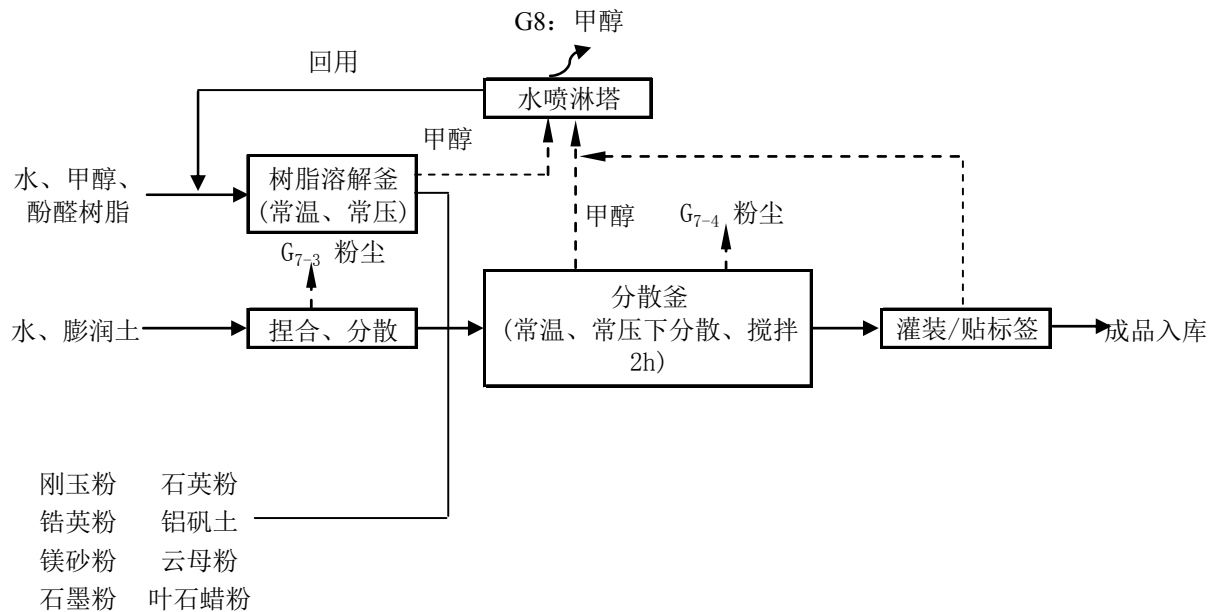 G8：甲醇
回用
水喷淋塔
甲醇
水、甲醇、
酚醛树脂
树脂溶解釜
(常温、常压)
甲醇
G7-4 粉尘
G7-3 粉尘
水、膨润土
捏合、分散
分散釜
(常温、常压下分散、搅拌
2h)
灌装/贴标签
成品入库
刚玉粉 石英粉
锆英粉 铝矾土
镁砂粉 云母粉
石墨粉 叶石蜡粉